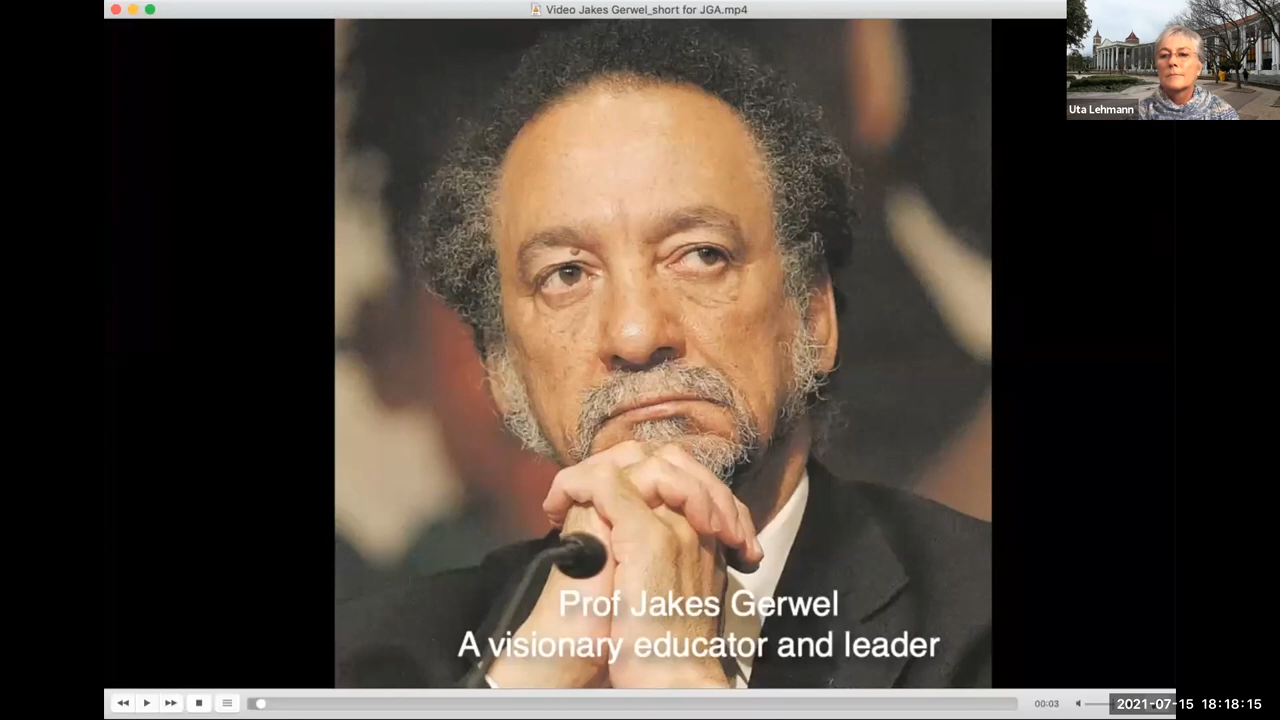 Video Jakes Gerwel_short for JGA.mp4
Uta Lehmann
Prof Jakes Gerwel
A visionary educator and leader
00:03
2021-07-15 18:18:15